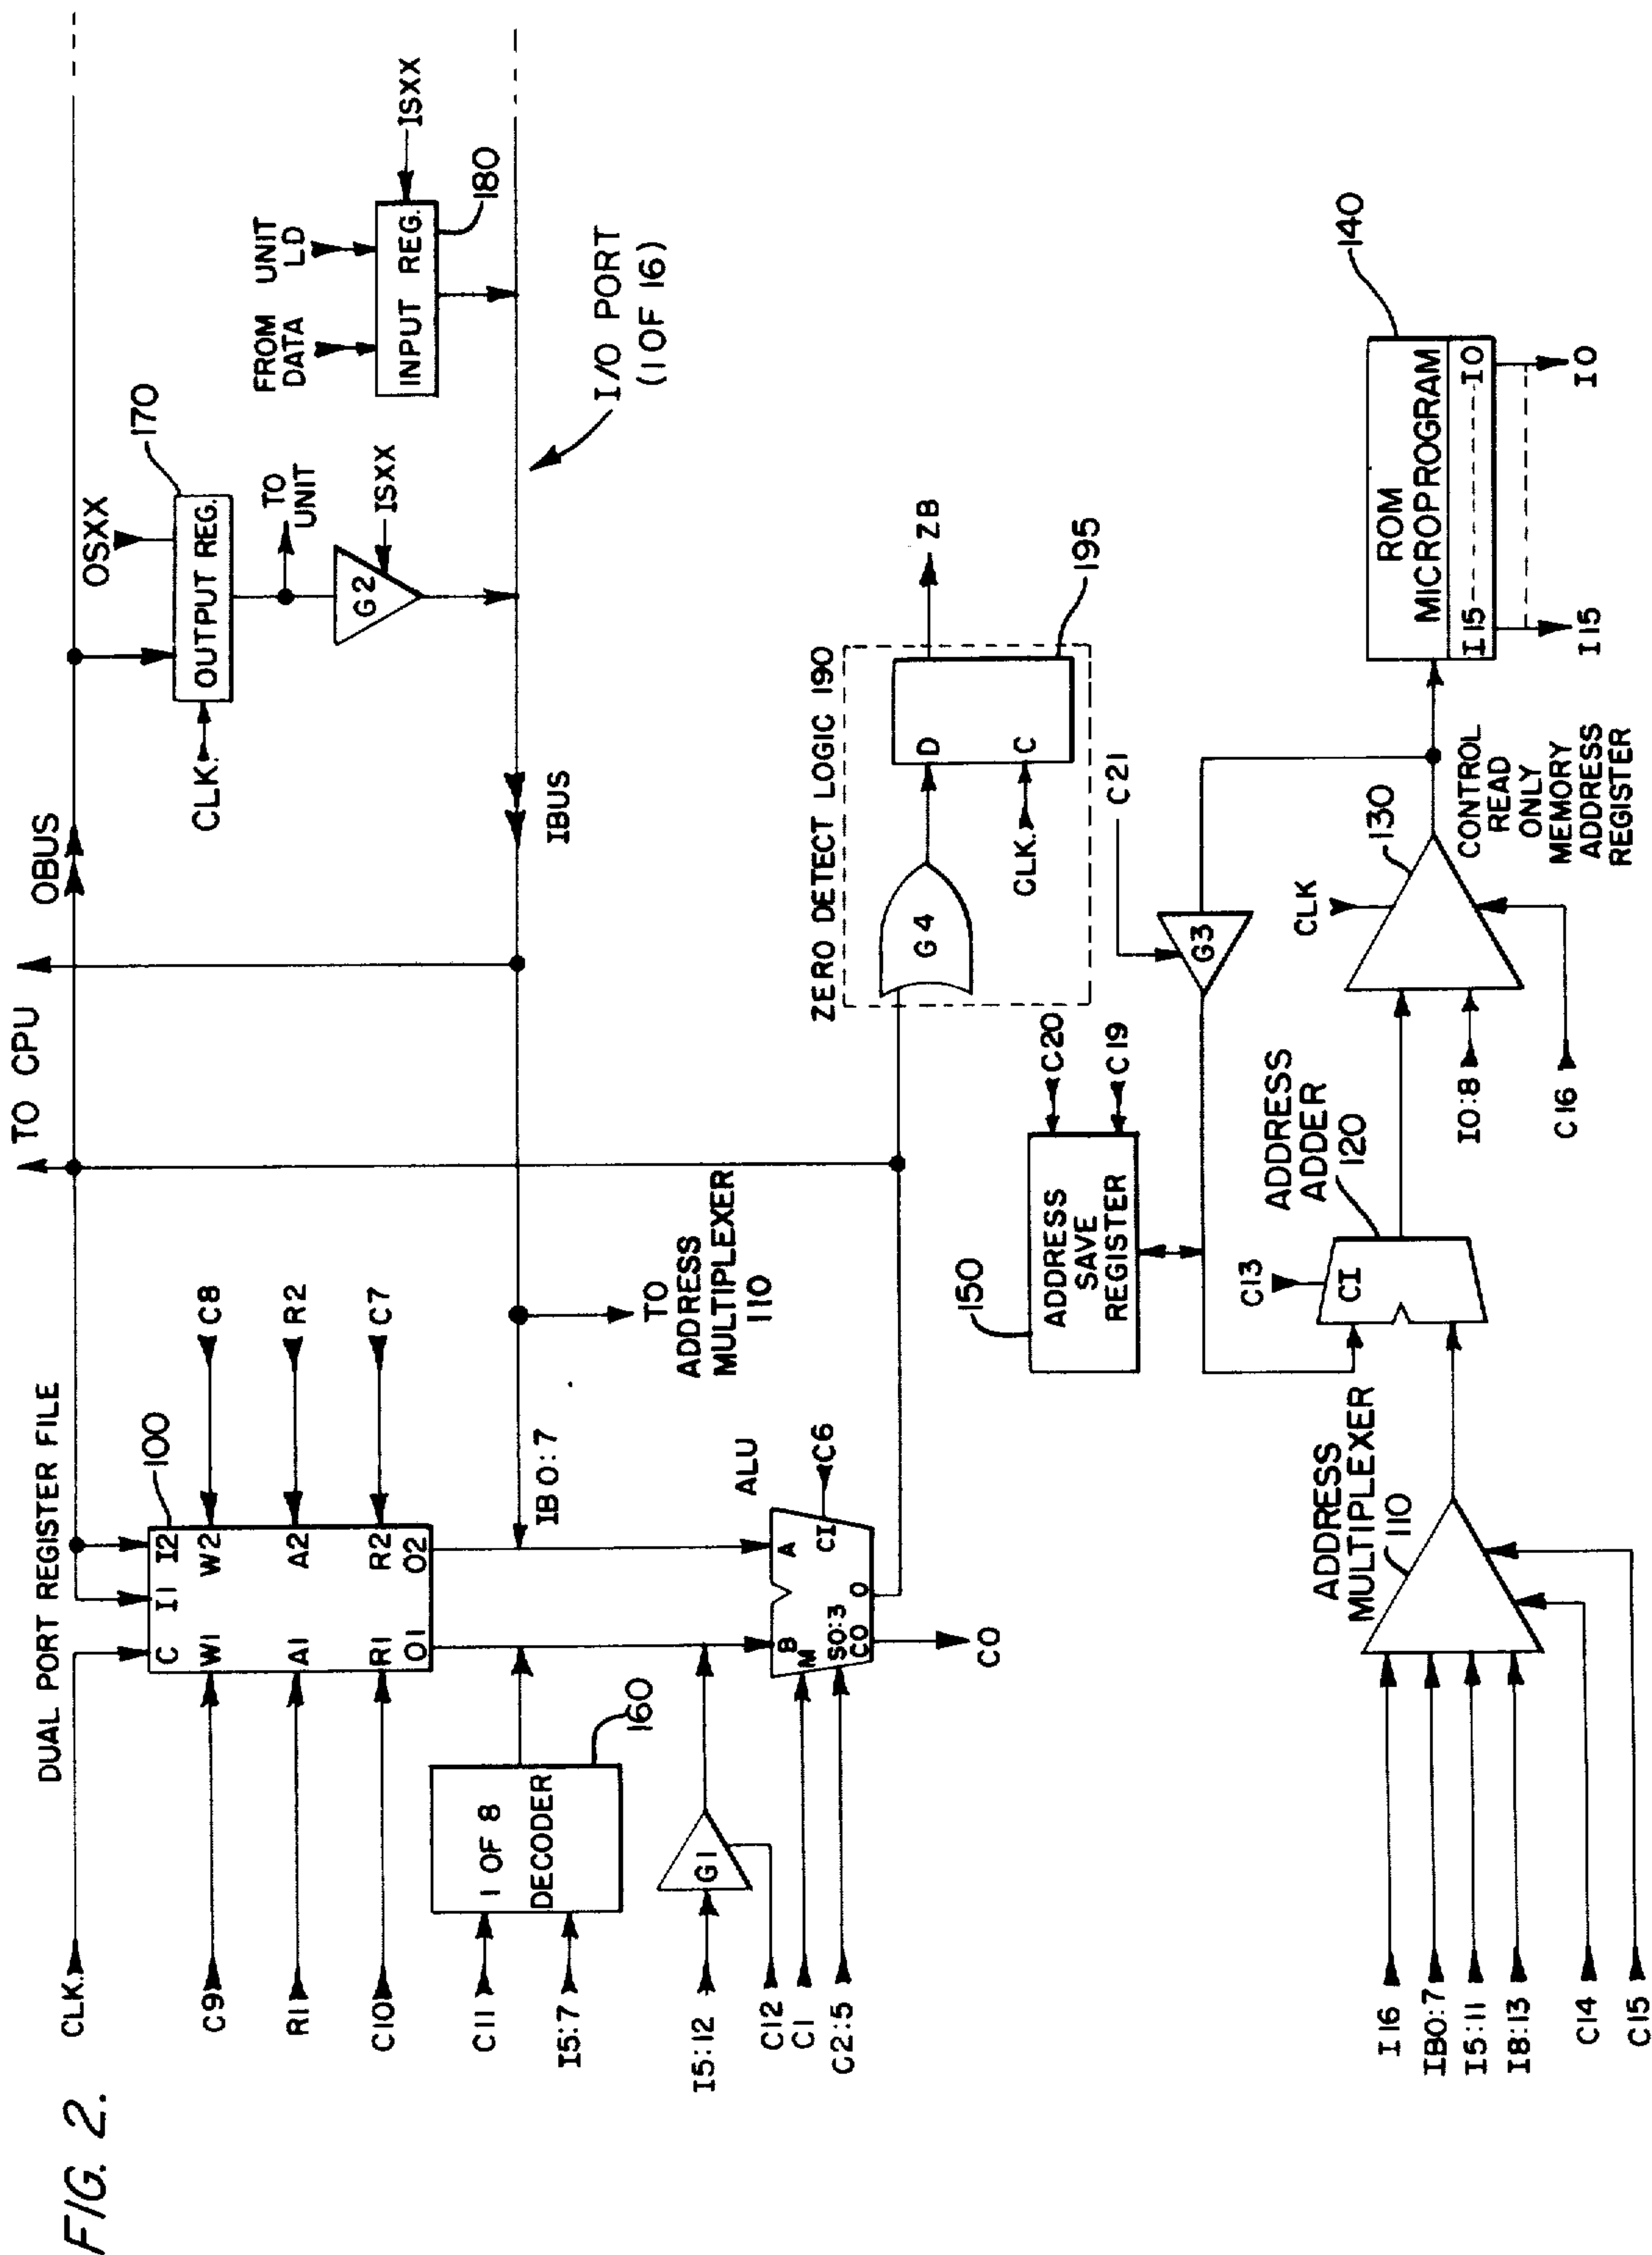 FIG. 2.
CLK.
C9
R1
C10
C11
I5:7
I5:12
C12
C1
C2:5
DUAL PORT REGISTER FILE
100
C I1 I2
W1 W2
A1 A2
R1 R2
O1 O2
C8
R2
C7
1 OF 8
DECODER
160
G1
IB0:7
ALU
B A
M
S0:3
CI
CO O
C6
CO
TO
ADDRESS
MULTIPLEXER
110
TO CPU
OBUS
IBUS
CLK.
OSXX
OUTPUT REG.
170
TO
UNIT
G2
ISXX
FROM UNIT
DATA LD
INPUT REG.
180
ISXX
I/O PORT
(1 OF 16)
ZERO DETECT LOGIC 190
G4
D
C
CLK.
ZB
195
I16
IB0:7
I5:11
I8:13
C14
C15
ADDRESS
MULTIPLEXER
110
150
ADDRESS
SAVE
REGISTER
C20
C19
C21
G3
C13
CI
ADDRESS
ADDER
120
I0:8
C16
CLK
130
CONTROL
READ
ONLY
MEMORY
ADDRESS
REGISTER
ROM
MICROPROGRAM
I15 I0
140
I15
I0